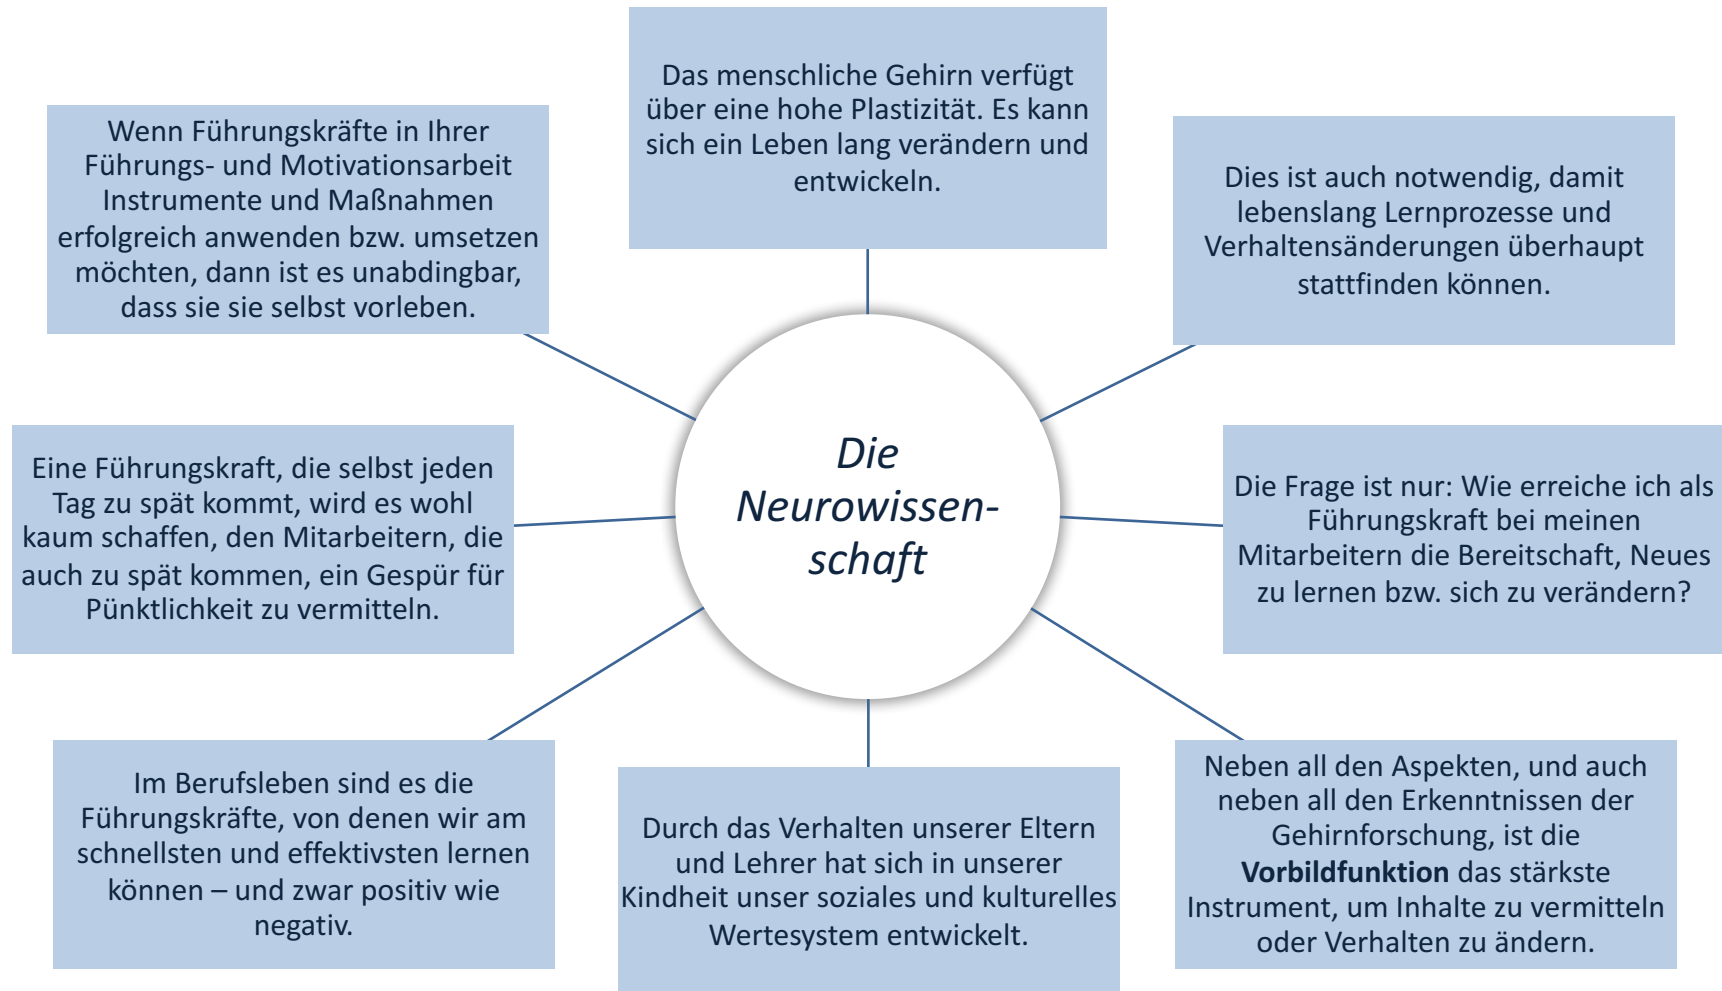 Das menschliche Gehirn verfügt
über eine hohe Plastizität. Es kann
sich ein Leben lang verändern und
entwickeln.
Dies ist auch notwendig, damit
lebenslang Lernprozesse und
Verhaltensänderungen überhaupt
stattfinden können.
Die Frage ist nur: Wie erreiche ich als
Führungskraft bei meinen
Mitarbeitern die Bereitschaft, Neues
zu lernen bzw. sich zu verändern?
Neben all den Aspekten, und auch
neben all den Erkenntnissen der
Gehirnforschung, ist die
Vorbildfunktion das stärkste
Instrument, um Inhalte zu vermitteln
oder Verhalten zu ändern.
Durch das Verhalten unserer Eltern
und Lehrer hat sich in unserer
Kindheit unser soziales und kulturelles
Wertesystem entwickelt.
Im Berufsleben sind es die
Führungskräfte, von denen wir am
schnellsten und effektivsten lernen
können – und zwar positiv wie
negativ.
Eine Führungskraft, die selbst jeden
Tag zu spät kommt, wird es wohl
kaum schaffen, den Mitarbeitern, die
auch zu spät kommen, ein Gespür für
Pünktlichkeit zu vermitteln.
Wenn Führungskräfte in Ihrer
Führungs- und Motivationsarbeit
Instrumente und Maßnahmen
erfolgreich anwenden bzw. umsetzen
möchten, dann ist es unabdingbar,
dass sie sie selbst vorleben.
Die
Neurowissen-
schaft